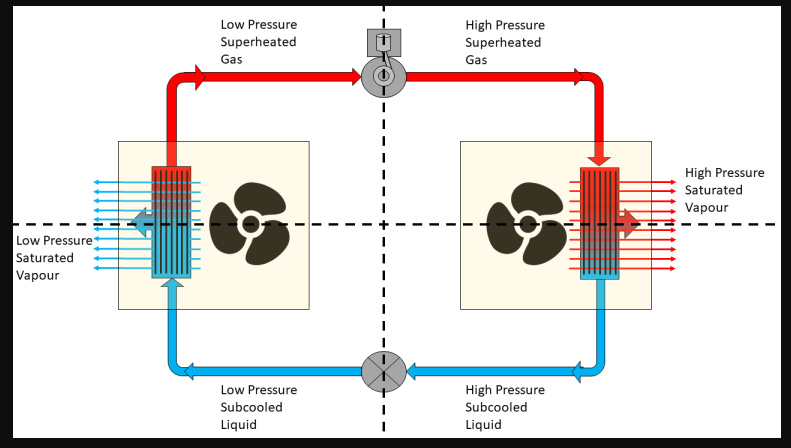 Low Pressure
Superheated
Gas
High Pressure
Superheated
Gas
High Pressure
Saturated
Vapour
Low Pressure
Saturated
Vapour
Low Pressure
Subcooled
Liquid
High Pressure
Subcooled
Liquid